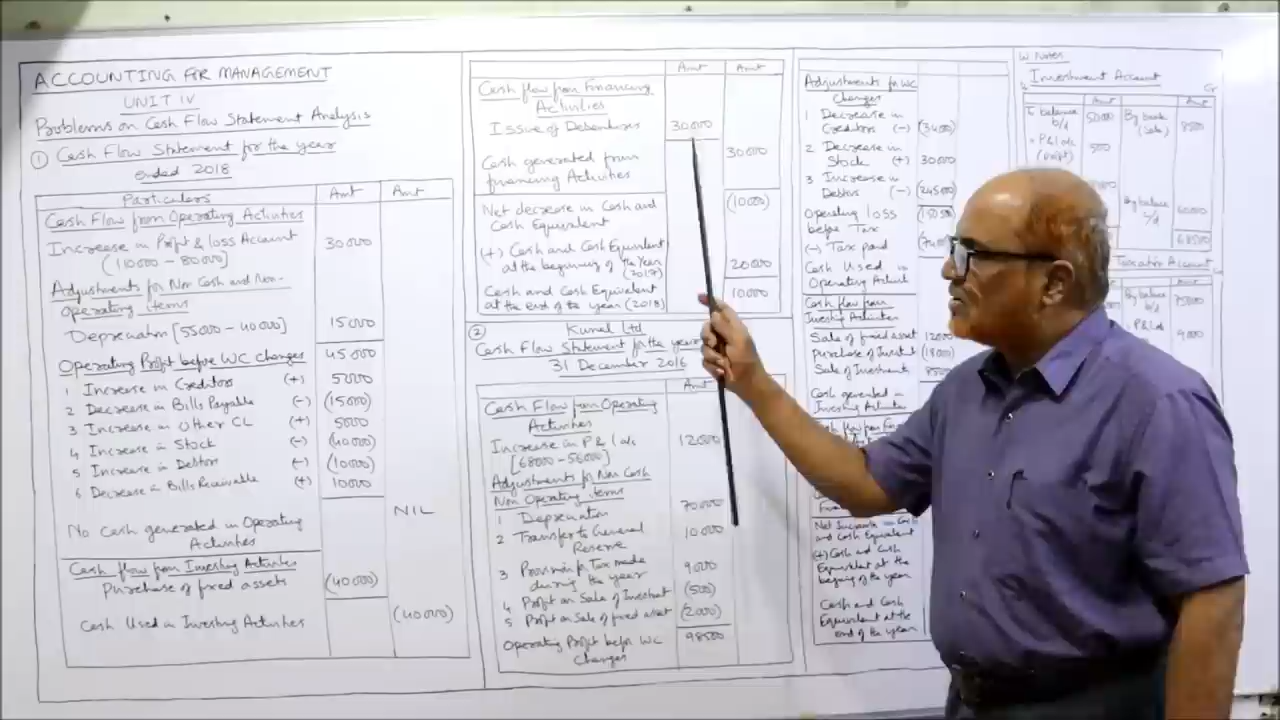 ACCOUNTING FOR MANAGEMENT
UNIT IV
Problems on Cash Flow Statement Analysis
① Cash Flow Statement for the year
ended 2018
Particulars Amt Amt
Cash Flow from Operating Activities
Increase in Profit & loss Account 30000
(110000 - 80000]
Adjustments for Non Cash and Non-
operating items
Depreciation [55000 - 40000] 15000
Operating Profit before WC Changes 45000
1 Increase in Creditors (+) 5000
2 Decrease in Bills Payable (-) (15000)
3 Increase in Other CL (+) 5000
4 Increase in Stock (-) (40000)
5 Increase in Debtors (-) (10000)
6 Decrease in Bills Receivable (+) 10000
No Cash generated in Operating NIL
Activities
Cash flow from Investing Activities
Purchase of fixed assets (40000)
Cash Used in Investing Activities (40000)
Amt Amt
Cash flow from Financing
Activities
Issue of Debentures 30000
Cash generated from 30000
financing Activities
Net decrease in Cash and (10000)
Cash Equivalent
(+) Cash and Cash Equivalent
at the beginning of the Year 20000
(2017)
Cash and Cash Equivalent 10000
at the end of the year (2018)
②
Cash Flow Statement for the year
31 December 2016
Amt
Cash Flow from Operating
Activities
Increase in P & L a/c 12000
[68000 - 56000]
Adjustments for Non Cash
Non Operating items
1 Depreciation 70000
2 Transfer to General 10000
Reserve
3 Provision for Tax made 9000
during the year
4 Profit on Sale of Investment (500)
5 Profit on Sale of fixed asset (2000)
Operating Profit before WC 98500
Changes
Adjustments for WC
Changes
1 Decrease in
Creditors (-) (34000)
2 Decrease in
Stock (+) 30000
3 Increase in
Debtors (-) (245000)
Operating loss
before Tax
(-) Tax paid
Cash Used in
Operating Activit
Cash flow from
Investing Activities
Sale of fixed asset
purchase of Investment (18000)
Sale of Investment 8500
Cash generated in
Investing Activities
Net Increase in Cash
and Cash Equivalent
(+) Cash and Cash
Equivalent at the
beginning of the year
Cash and Cash
Equivalent at the
end of the year
W Notes
Investment Account
Cr
Amt Amt
balance 50000 By bank 8500
b/d (Sale)
P & L a/c 500
(profit)
By balance 60000
c/d
68500
Taxation Account
By balance 75000
b/d
P & L a/c 9000